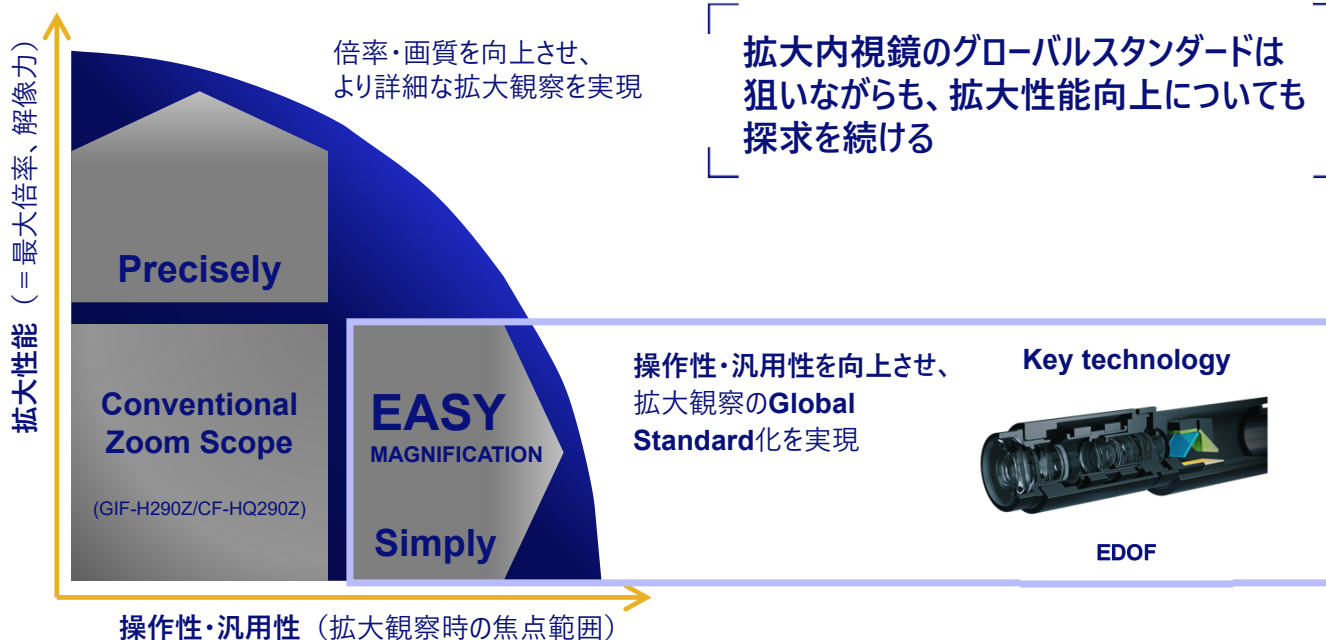 倍率・画質を向上させ、
より詳細な拡大観察を実現
拡大内視鏡のグローバルスタンダードは
狙いながらも、拡大性能向上についても
探求を続ける
拡大性能（＝最大倍率、解像力）
Precisely
Conventional
Zoom Scope
(GIF-H290Z/CF-HQ290Z)
EASY
MAGNIFICATION
Simply
操作性・汎用性を向上させ、
拡大観察のGlobal
Standard化を実現
Key technology
EDOF
操作性・汎用性（拡大観察時の焦点範囲）